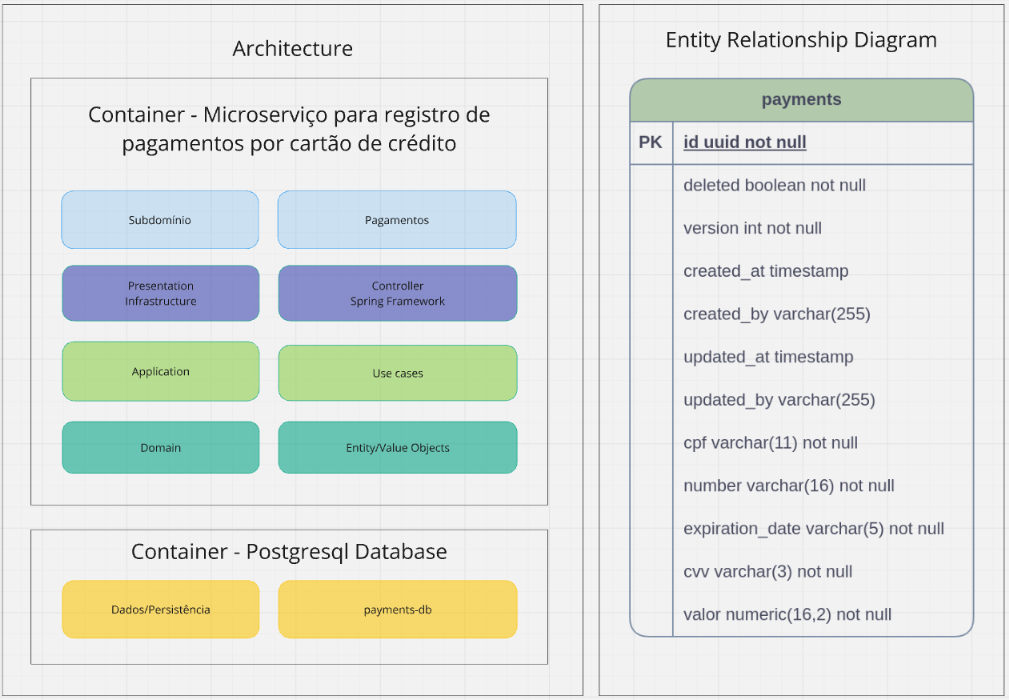 Architecture
Container - Microserviço para registro de
pagamentos por cartão de crédito
Subdomínio
Pagamentos
Presentation
Infrastructure
Controller
Spring Framework
Application
Use cases
Domain
Entity/Value Objects
Container - Postgresql Database
Dados/Persistência
payments-db
Entity Relationship Diagram
payments
PK id uuid not null
deleted boolean not null
version int not null
created_at timestamp
created_by varchar(255)
updated_at timestamp
updated_by varchar(255)
cpf varchar(11) not null
number varchar(16) not null
expiration_date varchar(5) not null
cvv varchar(3) not null
valor numeric(16,2) not null